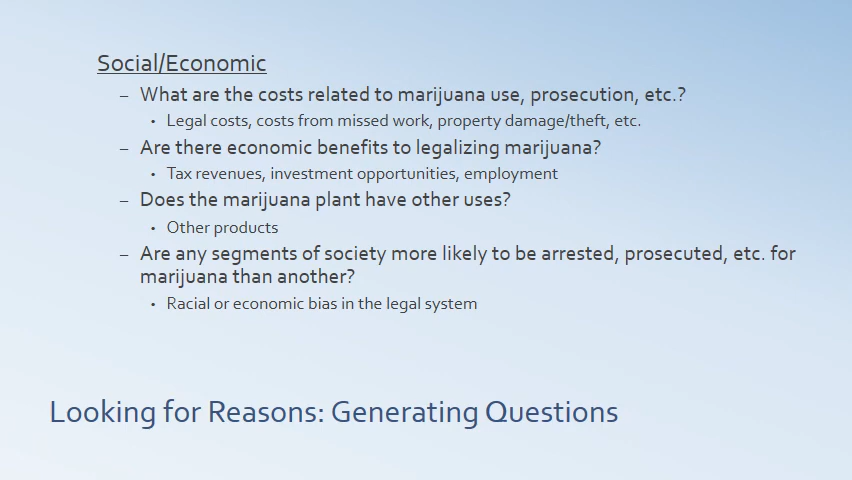 Social/Economic
– What are the costs related to marijuana use, prosecution, etc.?
• Legal costs, costs from missed work, property damage/theft, etc.
– Are there economic benefits to legalizing marijuana?
• Tax revenues, investment opportunities, employment
– Does the marijuana plant have other uses?
• Other products
– Are any segments of society more likely to be arrested, prosecuted, etc. for
marijuana than another?
• Racial or economic bias in the legal system
Looking for Reasons: Generating Questions